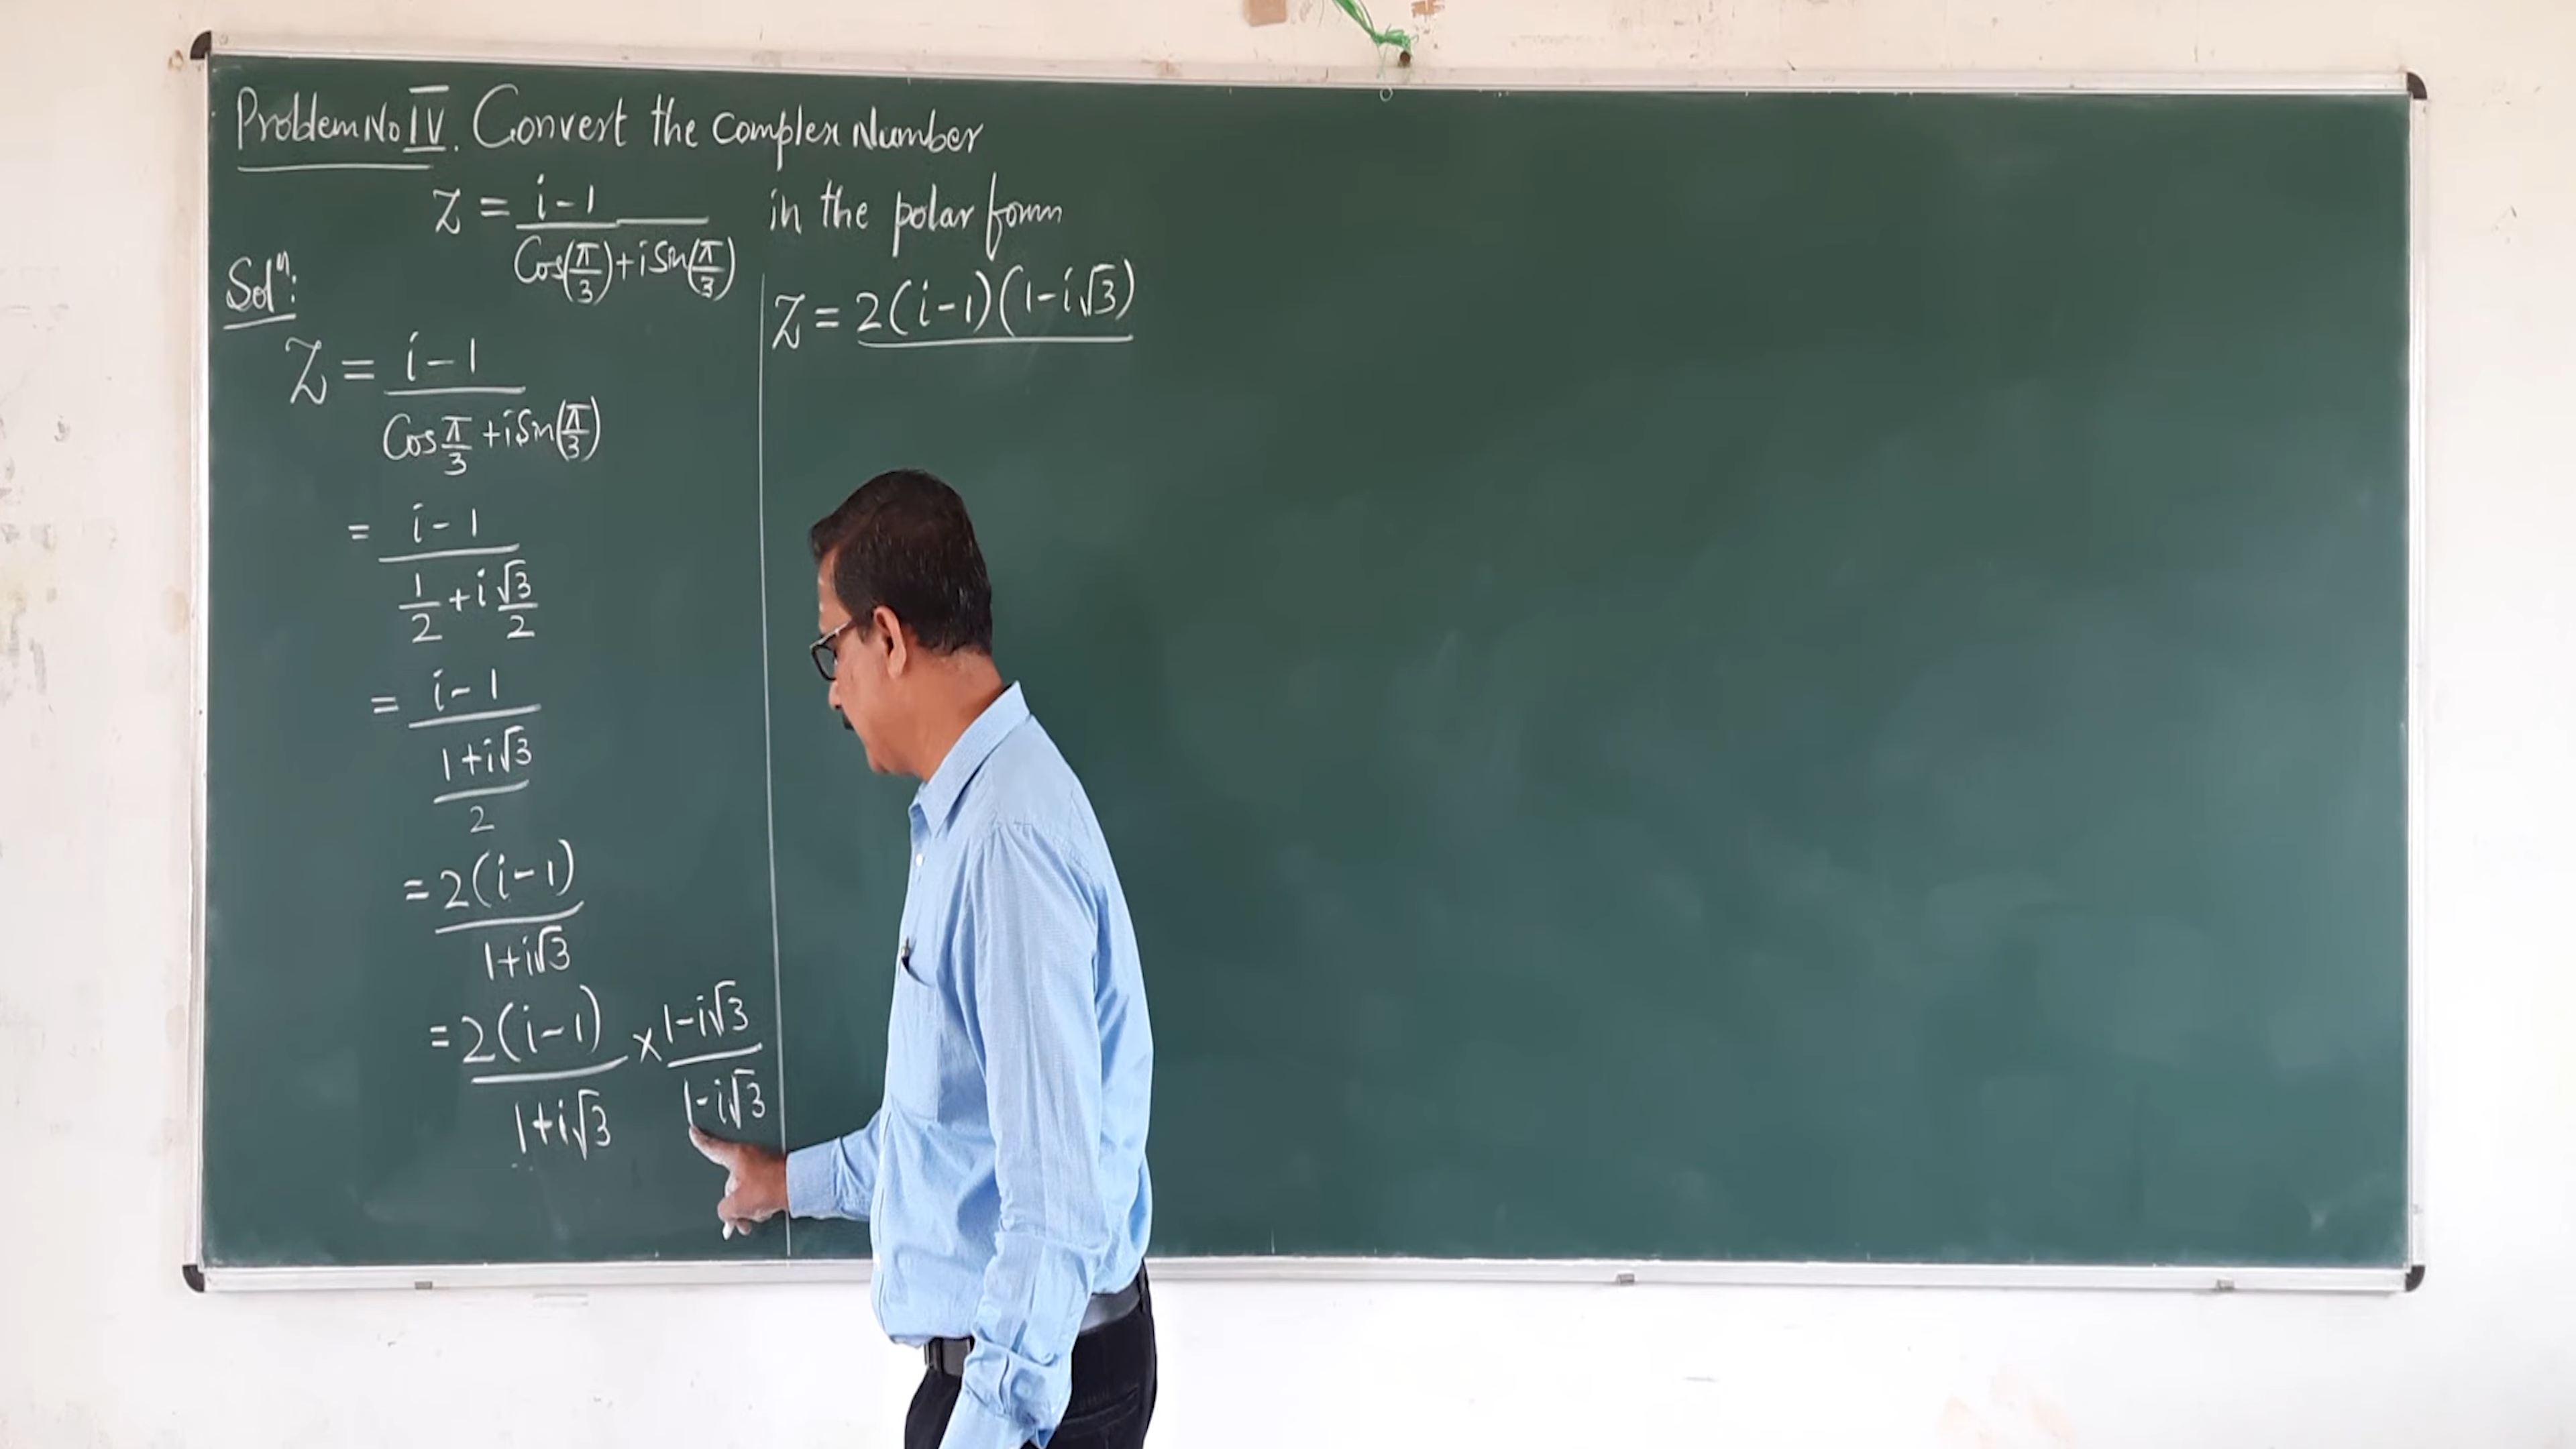 Problem No IV. Convert the Complex Number
Z = i-1 / Cos(π/3)+i Sin(π/3) in the polar form
Solⁿ:
Z = i-1 / Cos π/3 + i Sin(π/3)
= i-1 / 1/2 + i √3/2
= i-1 / 1+i√3 / 2
= 2(i-1) / 1+i√3
= 2(i-1) / 1+i√3 × 1-i√3 / 1-i√3
Z = 2(i-1)(1-i√3)